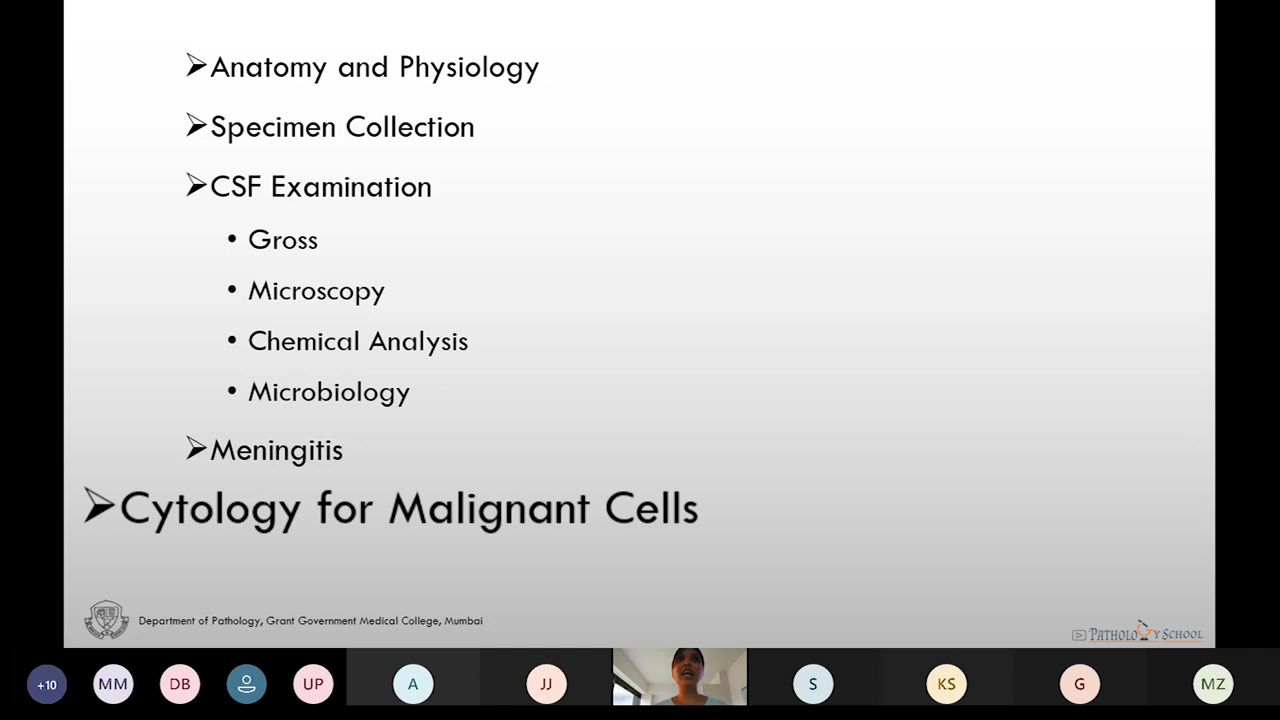 Anatomy and Physiology
Specimen Collection
CSF Examination
• Gross
• Microscopy
• Chemical Analysis
• Microbiology
Meningitis
Cytology for Malignant Cells
Department of Pathology, Grant Government Medical College, Mumbai
PATHOLOGY SCHOOL
+10
MM
DB
UP
A
JJ
S
KS
G
MZ